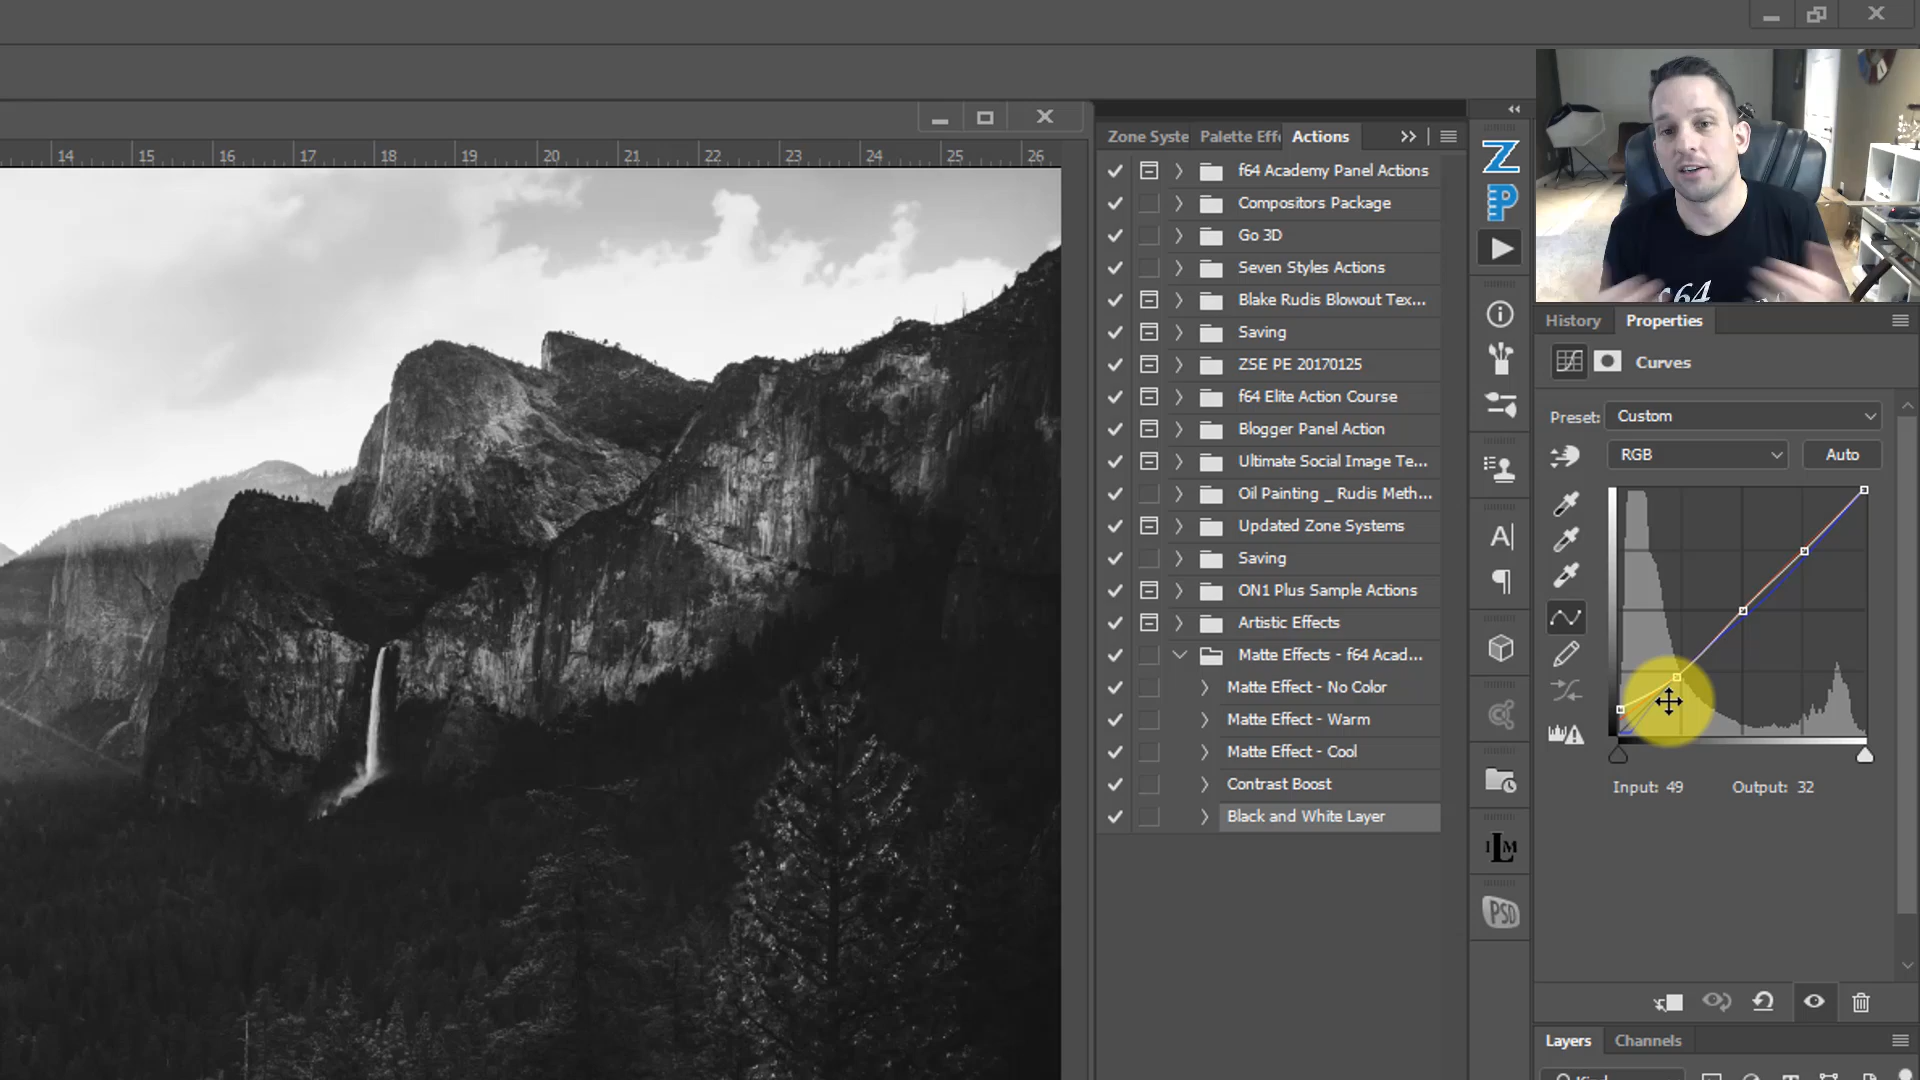 14 15 16 17 18 19 20 21 22 23 24 25 26
Zone Syste Palette Effe Actions
f64 Academy Panel Actions
Compositors Package
Go 3D
Seven Styles Actions
Blake Rudis Blowout Tex...
Saving
ZSE PE 20170125
f64 Elite Action Course
Blogger Panel Action
Ultimate Social Image Te...
Oil Painting _ Rudis Meth...
Updated Zone Systems
Saving
ON1 Plus Sample Actions
Artistic Effects
Matte Effects - f64 Acad...
Matte Effect - No Color
Matte Effect - Warm
Matte Effect - Cool
Contrast Boost
Black and White Layer
Z
P
A
LM
PSD
64
History Properties
Curves
Preset: Custom
RGB Auto
Input: 49 Output: 32
Layers Channels